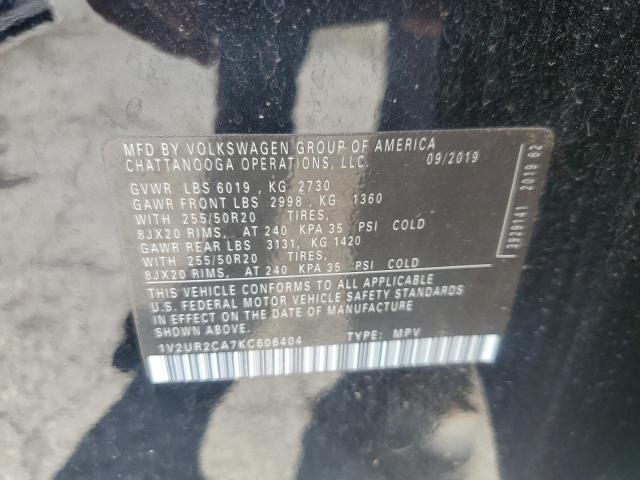 MFD BY VOLKSWAGEN GROUP OF AMERICA
CHATTANOOGA OPERATIONS, LLC. 09/2019
GVWR LBS 6019 , KG 2730
GAWR FRONT LBS 2998 , KG 1360
WITH 255/50R20 TIRES,
8JX20 RIMS, AT 240 KPA 35 PSI COLD
GAWR REAR LBS 3131, KG 1420
WITH 255/50R20 TIRES,
8JX20 RIMS, AT 240 KPA 35 PSI COLD
THIS VEHICLE CONFORMS TO ALL APPLICABLE
U.S. FEDERAL MOTOR VEHICLE SAFETY STANDARDS
IN EFFECT ON THE DATE OF MANUFACTURE
SHOWN ABOVE.
1V2UR2CA7KC606404 TYPE: MPV
3929141 2019 62